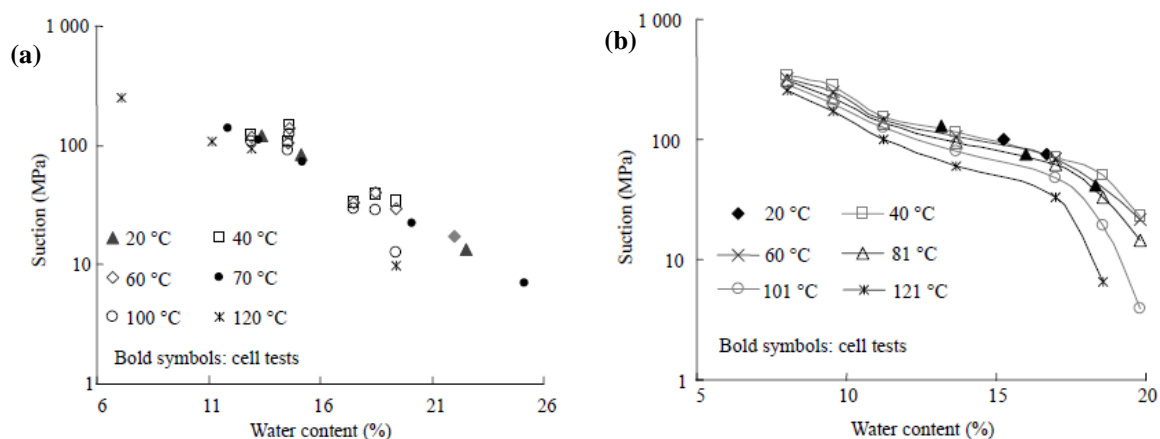 (a)
1 000
100
10
1
Suction (MPa)
20 °C
40 °C
60 °C
70 °C
100 °C
120 °C
Bold symbols: cell tests
6 11 16 21 26
Water content (%)
(b)
1 000
100
10
1
Suction (MPa)
20 °C
40 °C
60 °C
81 °C
101 °C
121 °C
Bold symbols: cell tests
5 10 15 20
Water content (%)